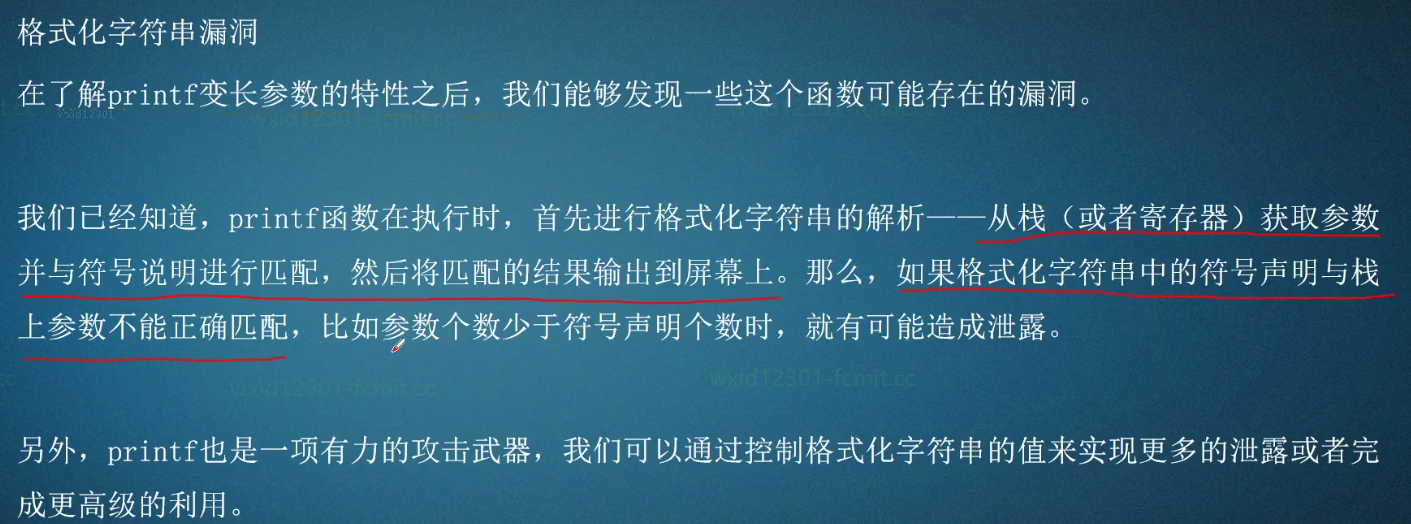 格式化字符串漏洞
在了解printf变长参数的特性之后，我们能够发现一些这个函数可能存在的漏洞。
wxid12301
wxid12301-fcmit.cc
我们已经知道，printf函数在执行时，首先进行格式化字符串的解析——从栈（或者寄存器）获取参数
并与符号说明进行匹配，然后将匹配的结果输出到屏幕上。那么，如果格式化字符串中的符号声明与栈
上参数不能正确匹配，比如参数个数少于符号声明个数时，就有可能造成泄露。
wxid12301-fcmit.cc
wxid12301-fcmit.cc
另外，printf也是一项有力的攻击武器，我们可以通过控制格式化字符串的值来实现更多的泄露或者完
成更高级的利用。